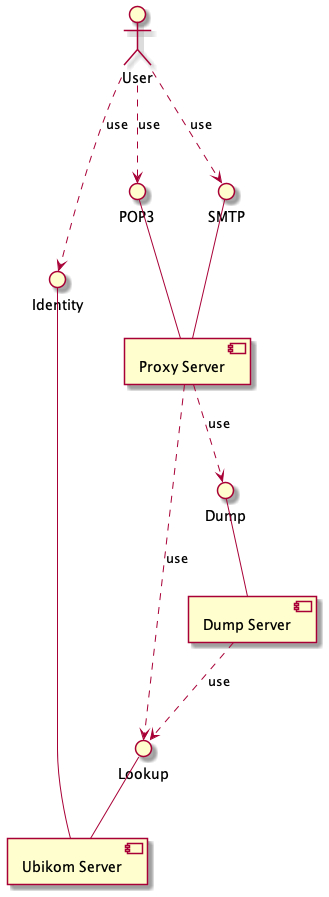 User
use
use
use
POP3
SMTP
Identity
Proxy Server
use
Dump
use
Dump Server
use
Lookup
Ubikom Server